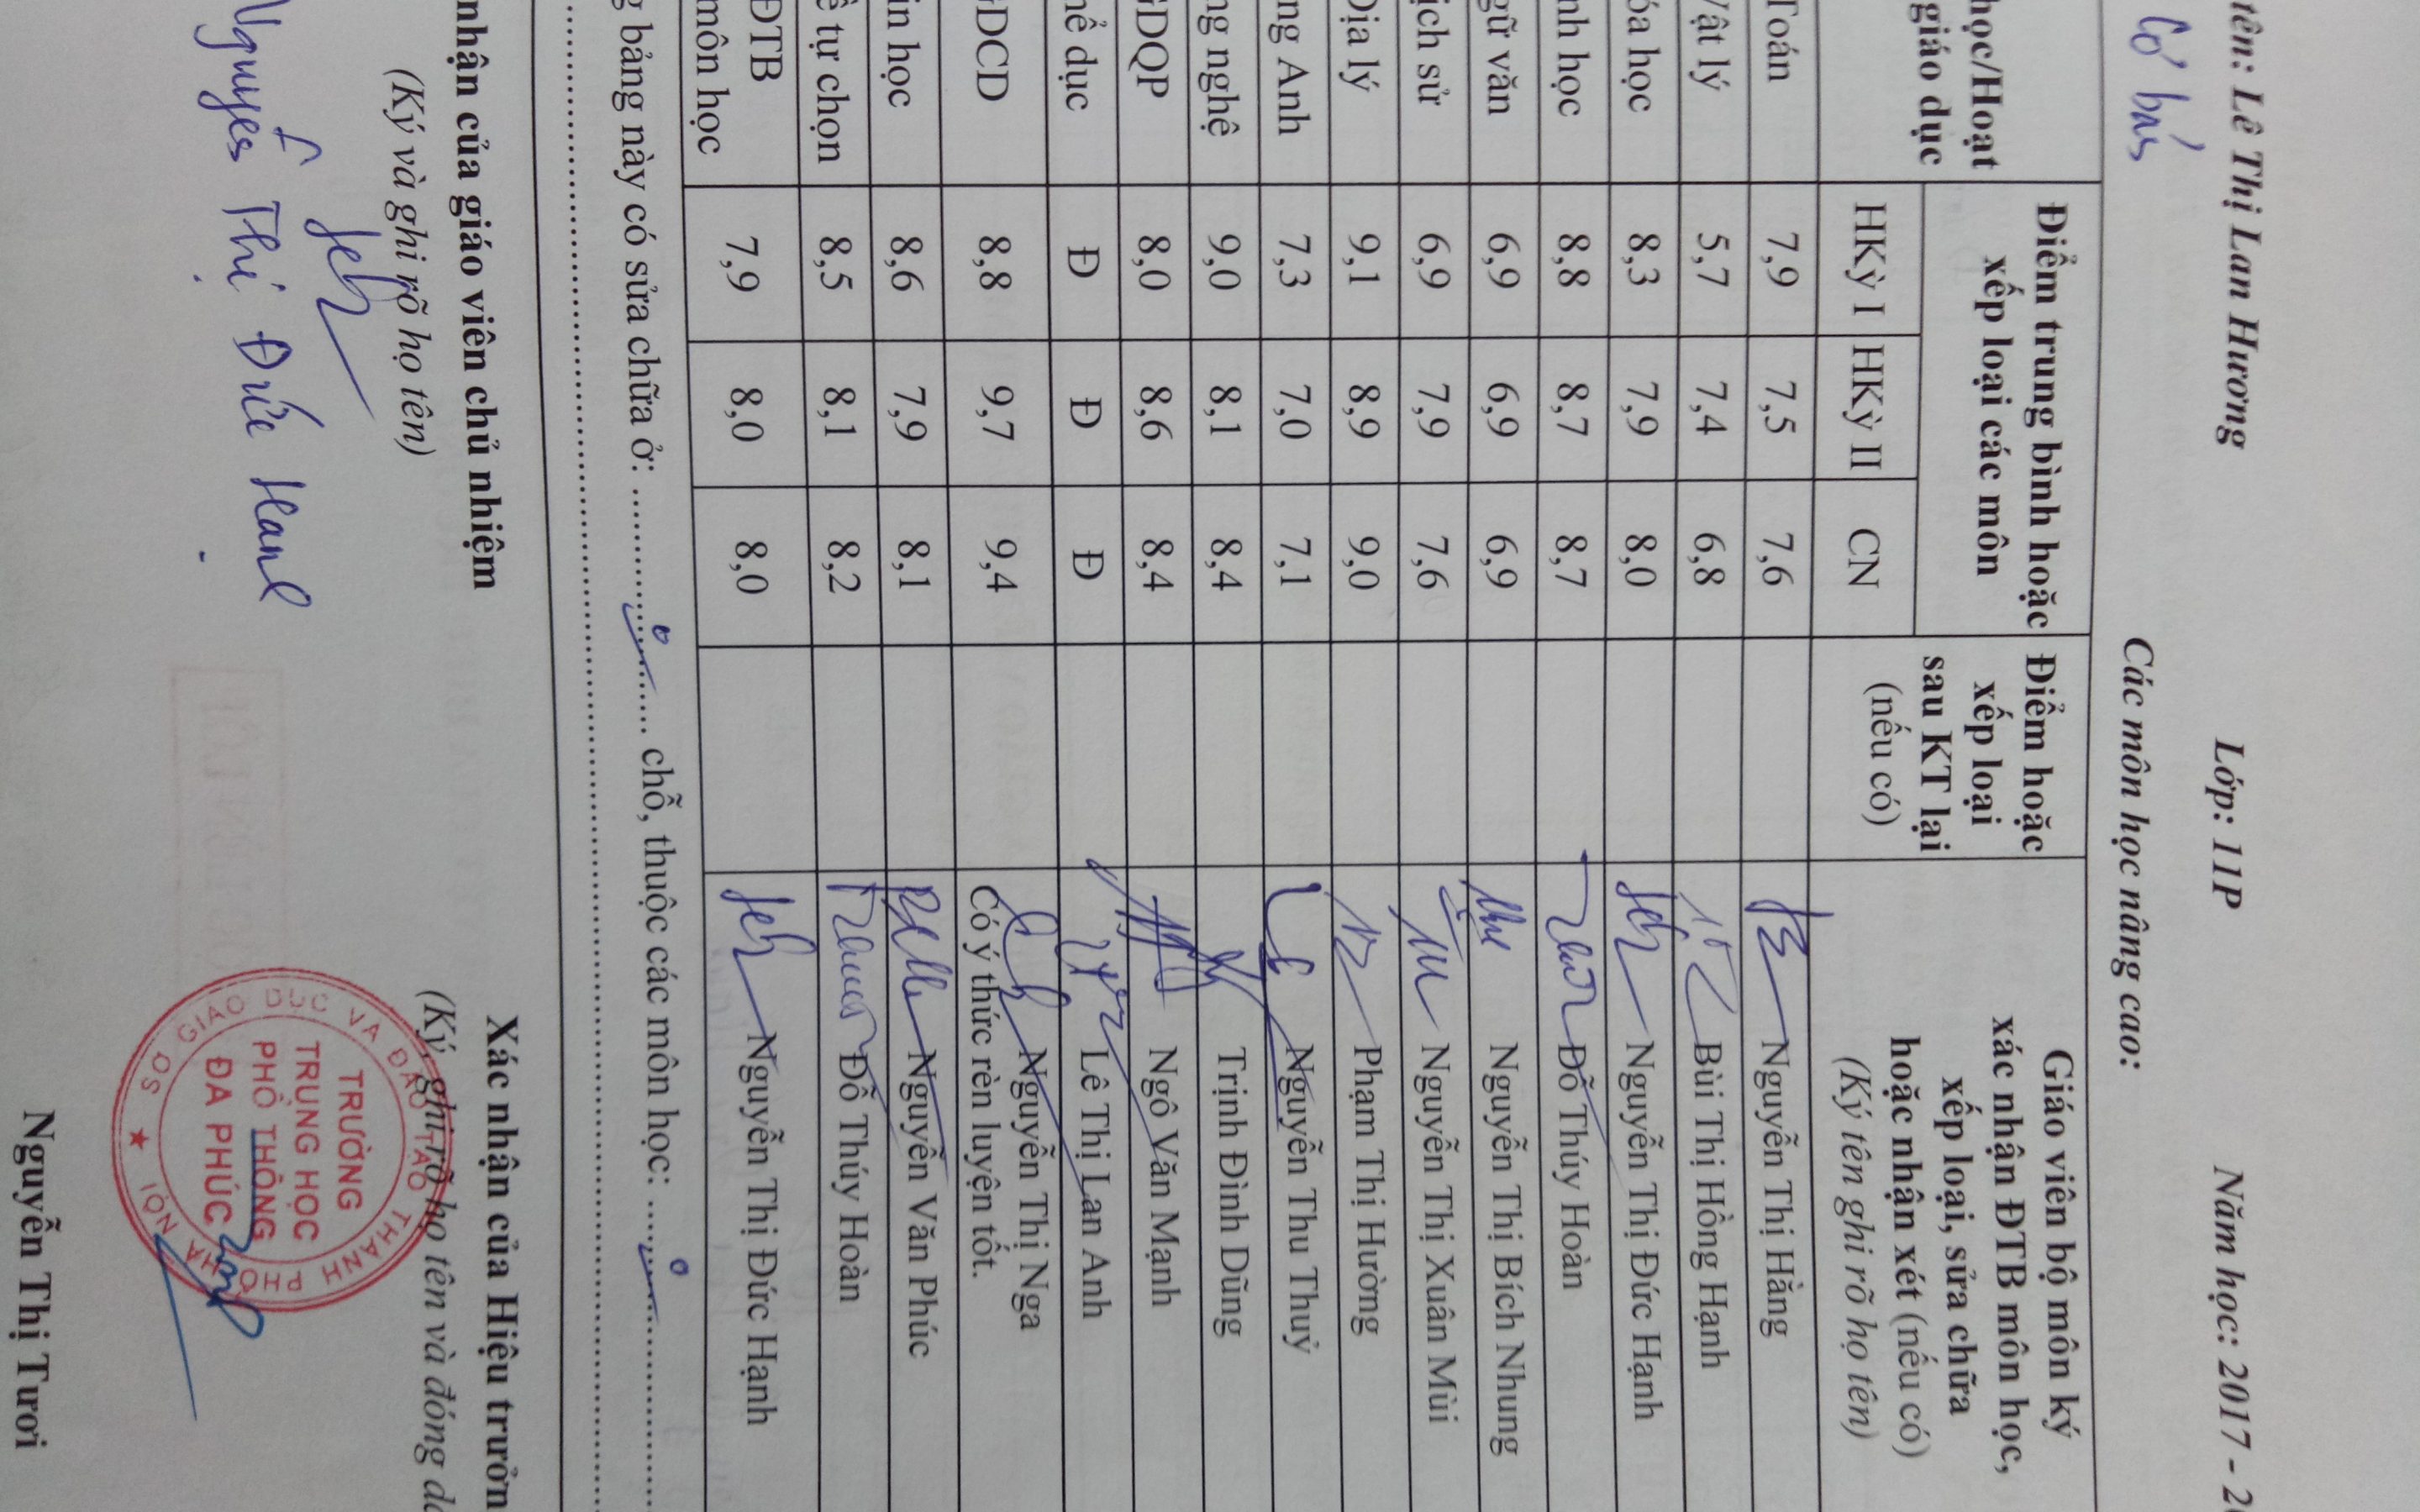 tên: Lê Thị Lan Hương Lớp: 11P Năm học: 2017 - 2
Cơ bản Các môn học nâng cao:
học/Hoạt
giáo dục
Điểm trung bình hoặc
xếp loại các môn
HKỳ I HKỳ II CN
Điểm hoặc
xếp loại
sau KT lại
(nếu có)
Giáo viên bộ môn ký
xác nhận ĐTB môn học,
xếp loại, sửa chữa
hoặc nhận xét (nếu có)
(Ký tên ghi rõ họ tên)
Toán 7,9 7,5 7,6 Nguyễn Thị Hằng
Vật lý 5,7 7,4 6,8 Bùi Thị Hồng Hạnh
óa học 8,3 7,9 8,0 Nguyễn Thị Đức Hạnh
nh học 8,8 8,7 8,7 Đỗ Thúy Hoàn
gữ văn 6,9 6,9 6,9 Nguyễn Thị Bích Nhung
ịch sử 6,9 7,9 7,6 Nguyễn Thị Xuân Mùi
Địa lý 9,1 8,9 9,0 Phạm Thị Hường
ng Anh 7,3 7,0 7,1 Nguyễn Thu Thuỷ
ng nghệ 9,0 8,1 8,4 Trịnh Đình Dũng
GDQP 8,0 8,6 8,4 Ngô Văn Mạnh
hể dục Đ Đ Đ Lê Thị Lan Anh
GDCD 8,8 9,7 9,4 Nguyễn Thị Nga
Có ý thức rèn luyện tốt.
in học 8,6 7,9 8,1 Nguyễn Văn Phúc
ề tự chọn 8,5 8,1 8,2 Đỗ Thúy Hoàn
ĐTB
môn học 7,9 8,0 8,0 Nguyễn Thị Đức Hạnh
g bảng này có sửa chữa ở: ........ 0 ........ chỗ, thuộc các môn học: ........ 0 ........
nhận của giáo viên chủ nhiệm
(Ký và ghi rõ họ tên)
Nguyễn Thị Đức Hạnh
Xác nhận của Hiệu trưởn
(Ký, ghi rõ họ tên và đóng dấ
SỞ GIÁO DỤC VÀ ĐÀO TẠO THÀNH PHỐ HÀ NỘI
TRƯỜNG
TRUNG HỌC
PHỔ THÔNG
ĐA PHÚC
Nguyễn Thị Tươi